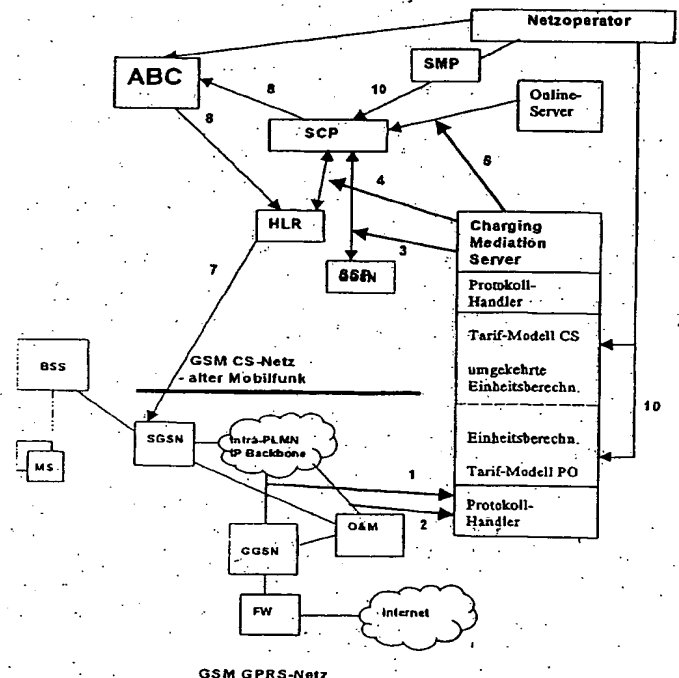 Netzoperator
SMP
ABC
8
10
Online-
Server
SCP
8
5
4
HLR
Charging
Mediation
Server
3
7
Protokoll-
Handler
Tarif-Modell CS
GSM CS-Netz
- alter Mobilfunk
umgekehrte
Einheitsberechn.
BSS
10
SGSN
Intra-PLMN
IP Backbone
Einheitsberechn.
MS
1
Tarif-Modell PO
O&M
2
Protokoll-
Handler
GGSN
FW
Internet
GSM GPRS-Netz